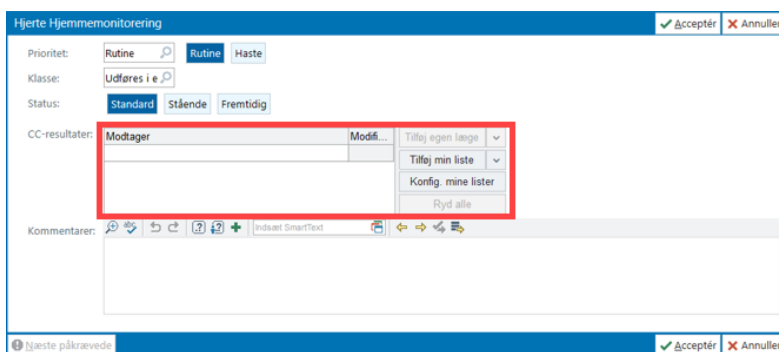 Hjerte Hjemmemonitorering
Acceptér
Annuller
Prioritet:
Rutine
Rutine
Haste
Klasse:
Udføres i e
Status:
Standard
Stående
Fremtidig
CC-resultater:
Modtager
Modifi...
Tilføj egen læge
Tilføj min liste
Konfig. mine lister
Ryd alle
Kommentarer:
Indsæt SmartText
Næste påkrævede
Acceptér
Annuller